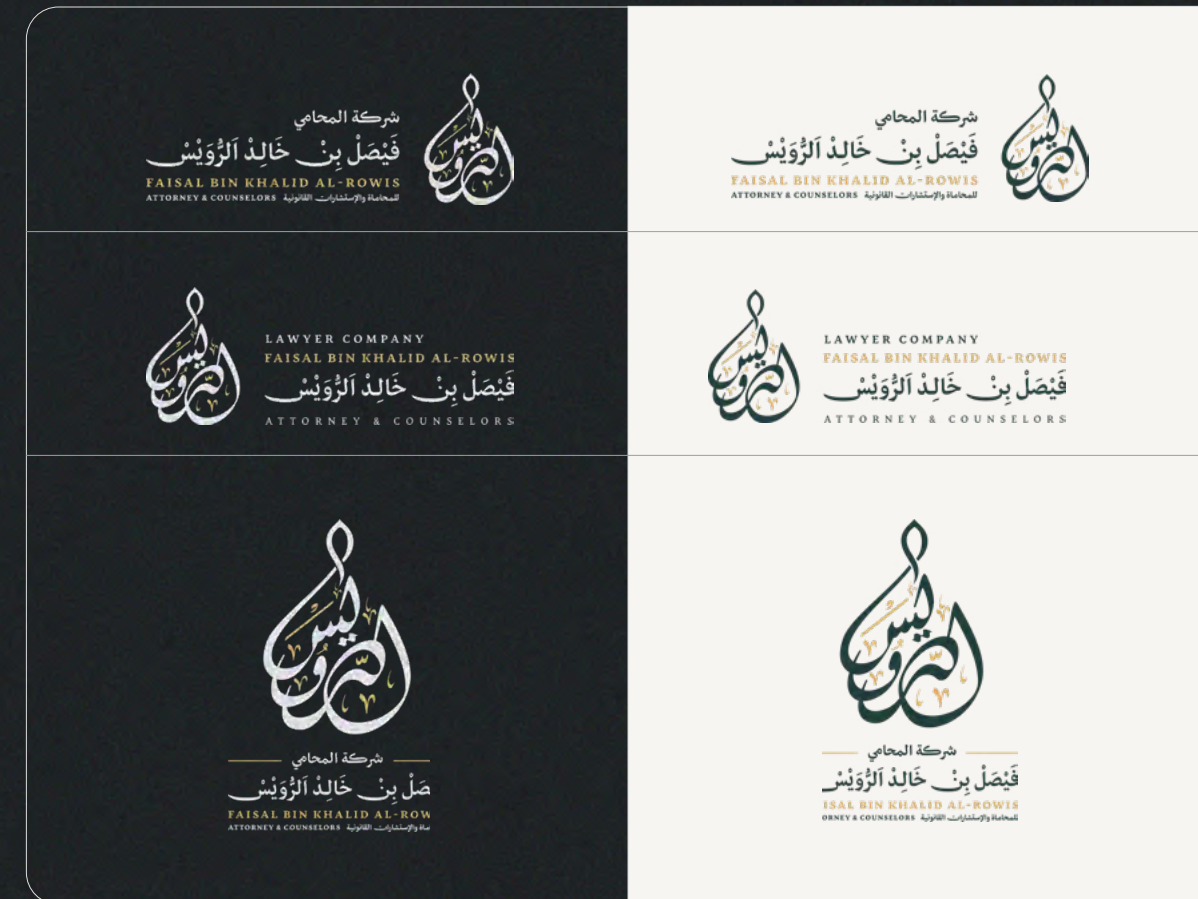 شركة المحامي
فَيْصَلْ بِنْ خَالِدْ اَلرُّوَيْسْ
FAISAL BIN KHALID AL-ROWIS
ATTORNEY & COUNSELORS للمحاماة والإستشارات القانونية
الرويس
شركة المحامي
فَيْصَلْ بِنْ خَالِدْ اَلرُّوَيْسْ
FAISAL BIN KHALID AL-ROWIS
ATTORNEY & COUNSELORS للمحاماة والإستشارات القانونية
الرويس
الرويس
LAWYER COMPANY
FAISAL BIN KHALID AL-ROWIS
فَيْصَلْ بِنْ خَالِدْ اَلرُّوَيْسْ
ATTORNEY & COUNSELORS
الرويس
LAWYER COMPANY
FAISAL BIN KHALID AL-ROWIS
فَيْصَلْ بِنْ خَالِدْ اَلرُّوَيْسْ
ATTORNEY & COUNSELORS
الرويس
شركة المحامي
صَلْ بِنْ خَالِدْ اَلرُّوَيْسْ
FAISAL BIN KHALID AL-ROW
ATTORNEY & COUNSELORS والإستشارات القانونية
الرويس
شركة المحامي
فَيْصَلْ بِنْ خَالِدْ اَلرُّوَيْسْ
ISAL BIN KHALID AL-ROWIS
ORNEY & COUNSELORS للمحاماة والإستشارات القانونية